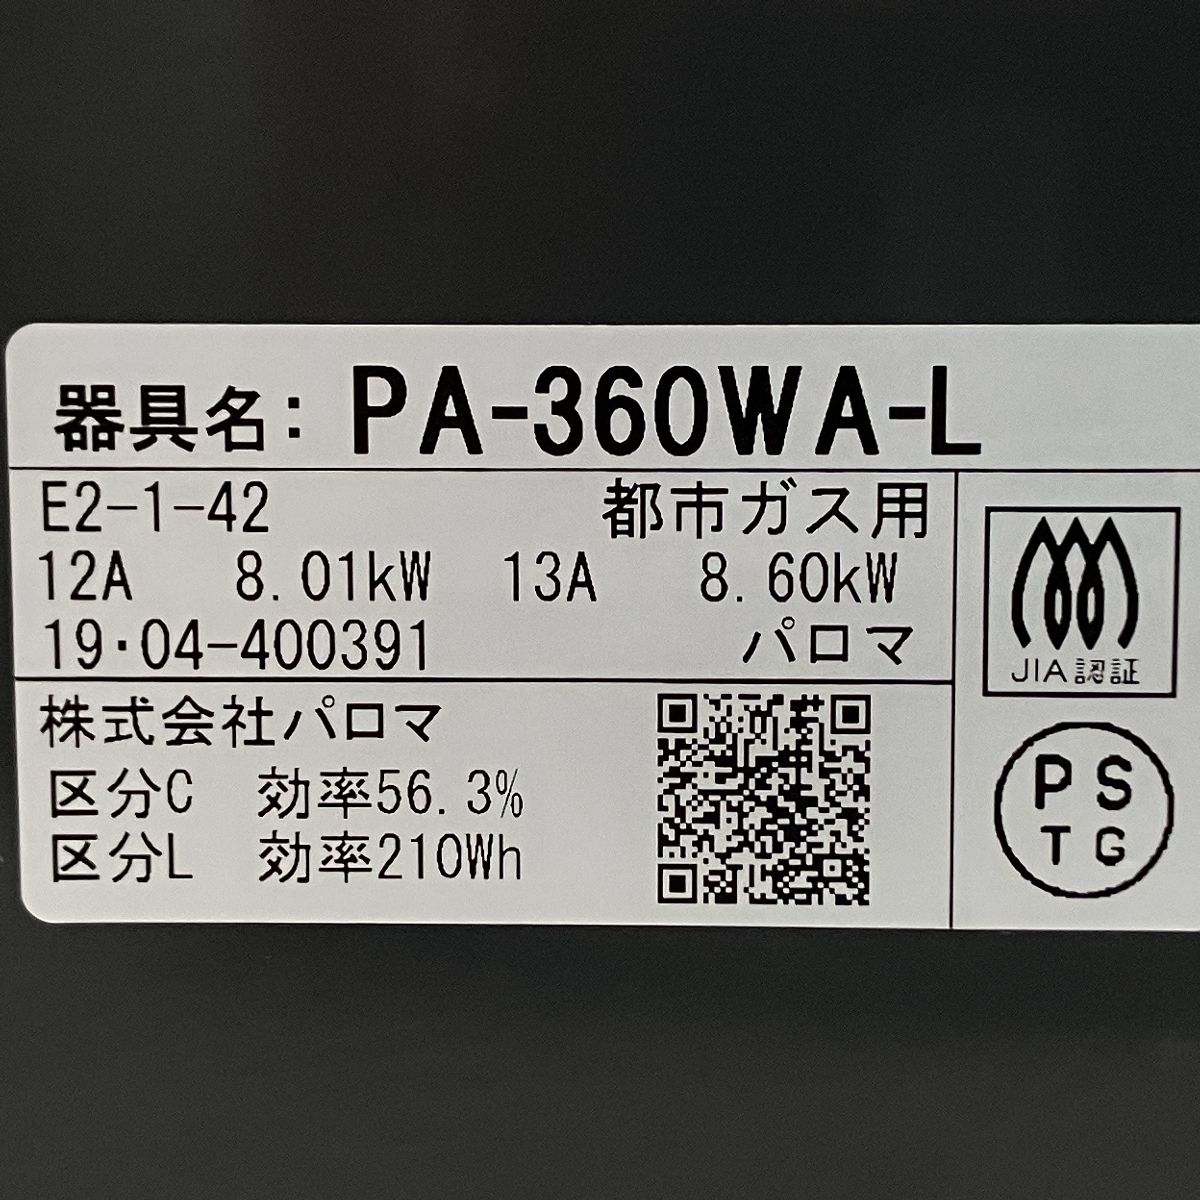 器具名: PA-360WA-L
E2-1-42 都市ガス用
12A 8.01kW 13A 8.60kW
19・04-400391 パロマ
株式会社パロマ
区分C 効率56.3%
区分L 効率210Wh
JIA認証
PS
TG